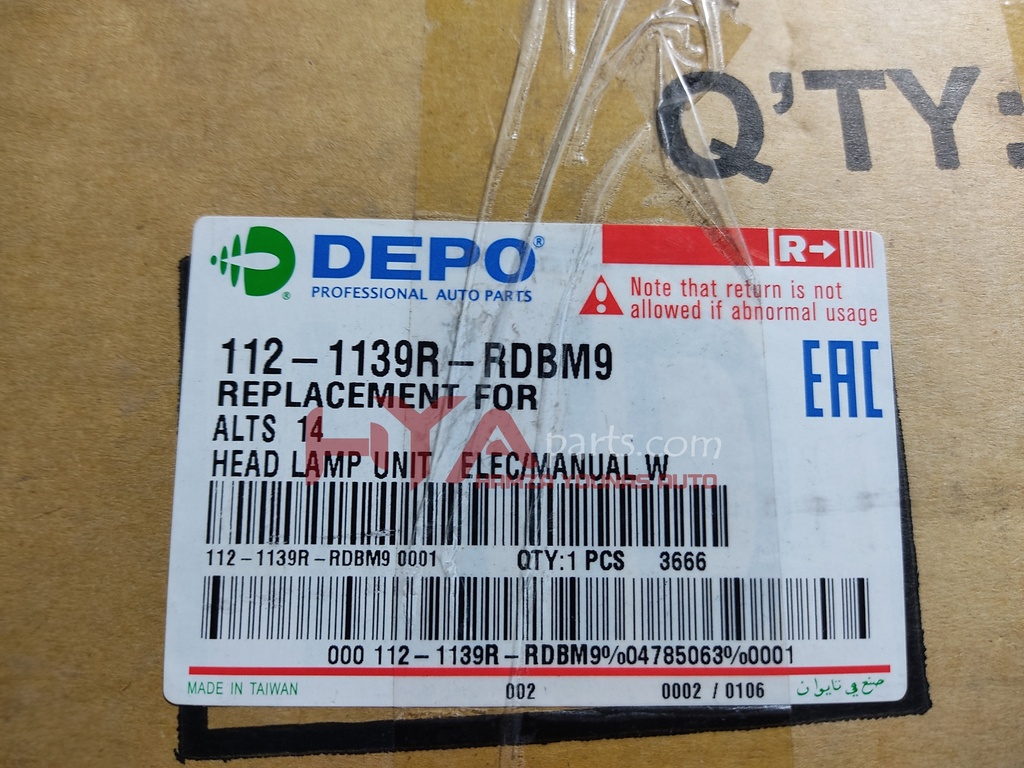 Q'TY:
DEPO®
PROFESSIONAL AUTO PARTS
R→
Note that return is not
allowed if abnormal usage
112-1139R-RDBM9
REPLACEMENT FOR
EAC
ALTS 14
HYAparts.com
HEAD LAMP UNIT ELEC/MANUAL W
112-1139R-RDBM9 0001 QTY:1 PCS 3666
000 112-1139R-RDBM9%04785063%0001
MADE IN TAIWAN 002 0002 / 0106 صنع في تايوان